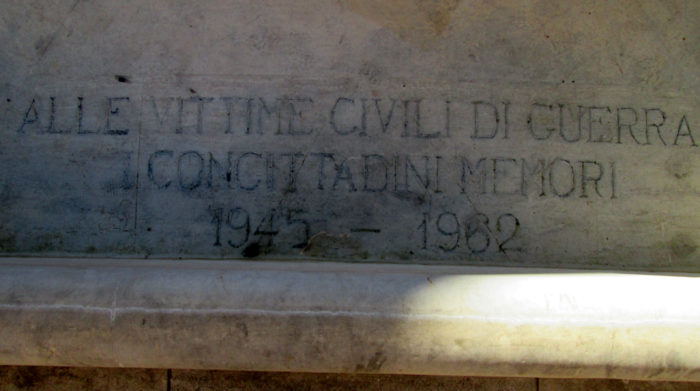 ALLE VITTIME CIVILI DI GUERRA
I CONCITTADINI MEMORI
1945 - 1962